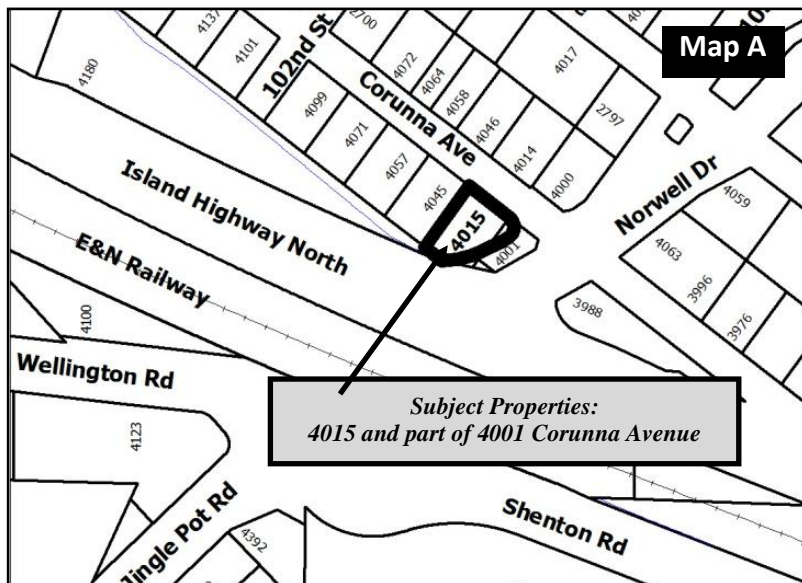 Map A
4137
4101
2700
4180
102nd St
4072
4064
4058
4017
4099
4071
4057
4045
Corunna Ave
4046
4014
4000
2797
Norwell Dr
4059
4063
3996
3976
4015
4001
3988
Island Highway North
E&N Railway
4100
Wellington Rd
4123
Subject Properties:
4015 and part of 4001 Corunna Avenue
Jingle Pot Rd
4392
Shenton Rd